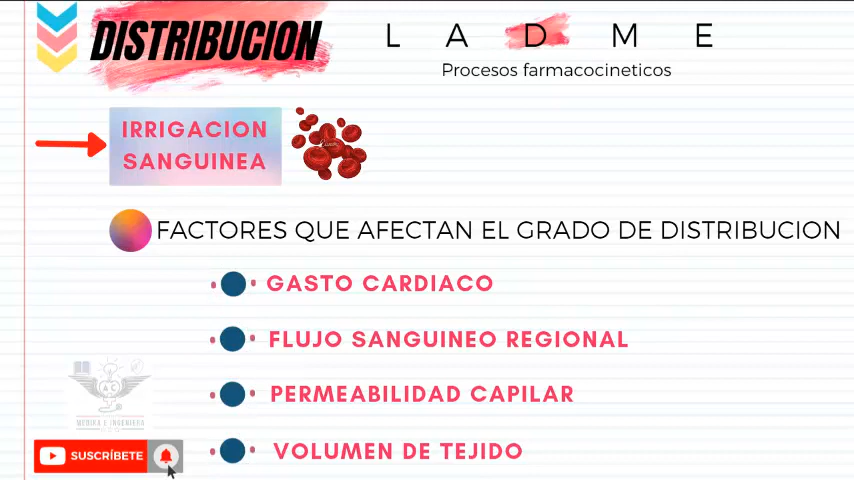 DISTRIBUCION
L A D M E
Procesos farmacocineticos
IRRIGACION
SANGUINEA
FACTORES QUE AFECTAN EL GRADO DE DISTRIBUCION
GASTO CARDIACO
FLUJO SANGUINEO REGIONAL
PERMEABILIDAD CAPILAR
VOLUMEN DE TEJIDO
SUSCRÍBETE